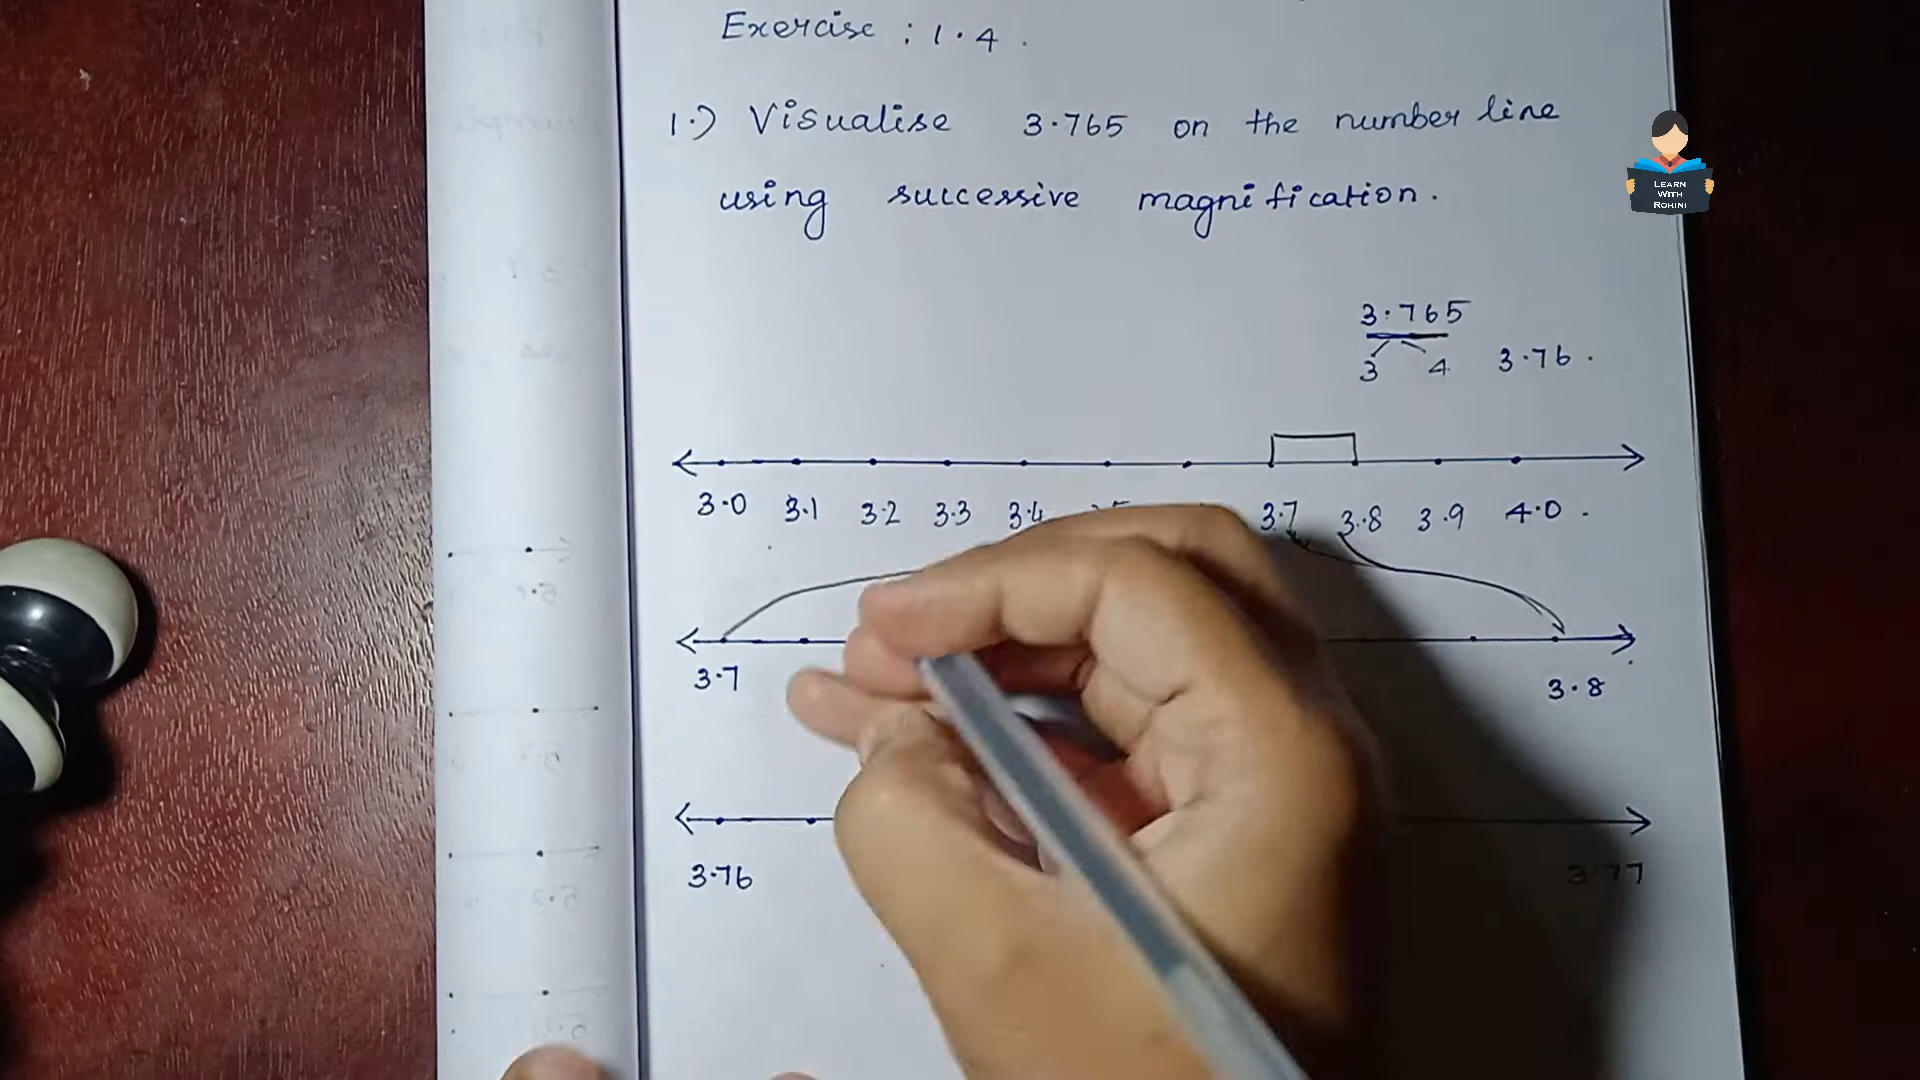 Exercise : 1.4.
1.) Visualise 3.765 on the number line
LEARN
WITH
ROHINI
using successive magnification.
3.765
3 4 3.76.
3.0 3.1 3.2 3.3 3.4 3.7 3.8 3.9 4.0.
3.7 3.8
3.76 3.77